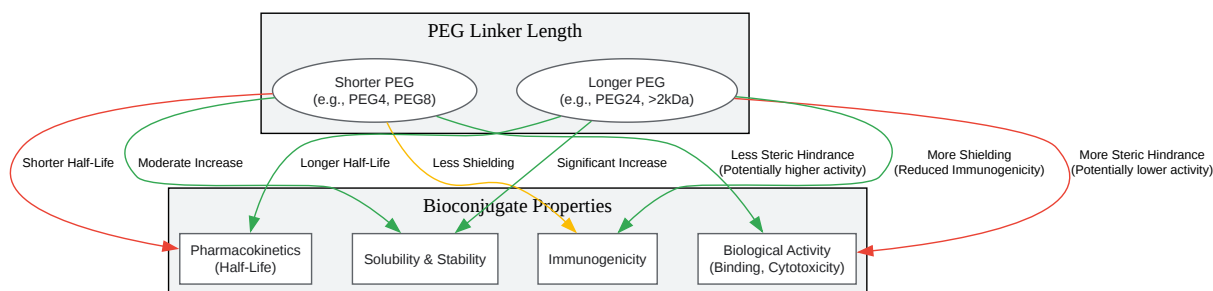 PEG Linker Length
Shorter PEG
(e.g., PEG4, PEG8)
Longer PEG
(e.g., PEG24, >2kDa)
Shorter Half-Life
Moderate Increase
Longer Half-Life
Less Shielding
Significant Increase
Less Steric Hindrance
(Potentially higher activity)
More Shielding
(Reduced Immunogenicity)
More Steric Hindrance
(Potentially lower activity)
Bioconjugate Properties
Pharmacokinetics
(Half-Life)
Solubility & Stability
Immunogenicity
Biological Activity
(Binding, Cytotoxicity)